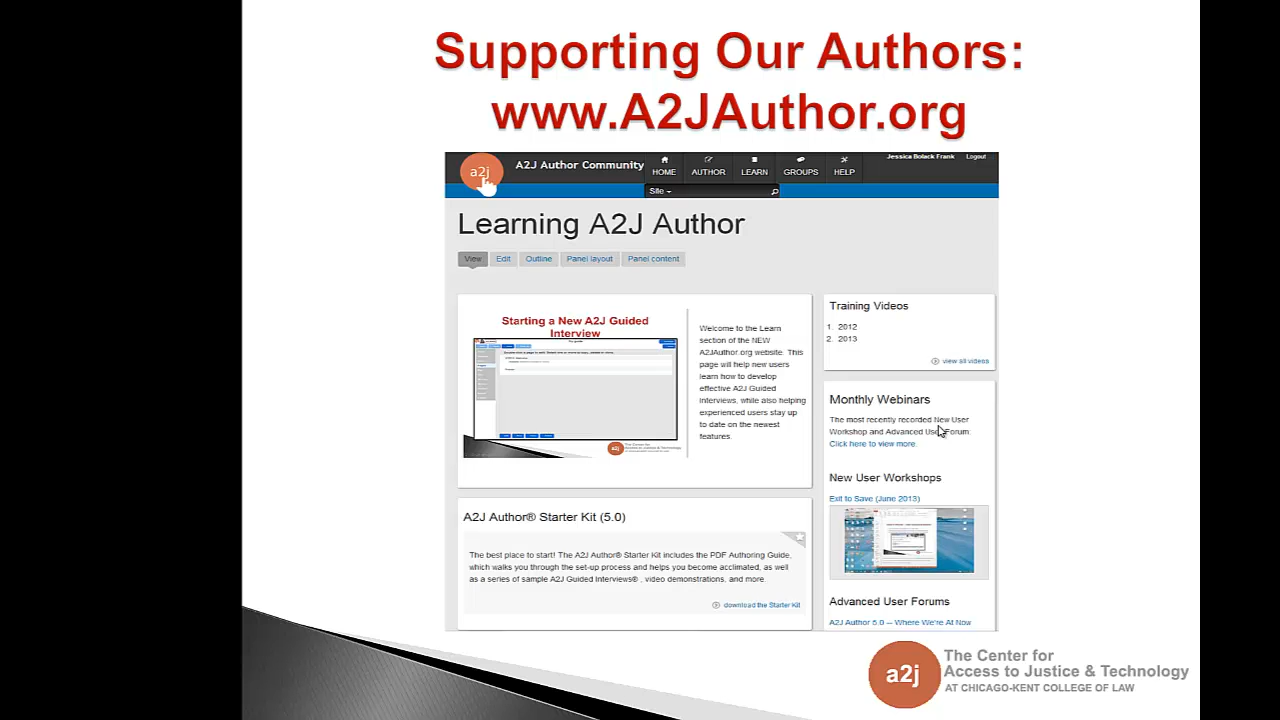 Supporting Our Authors:
www.A2JAuthor.org
a2j
A2J Author Community
HOME
AUTHOR
LEARN
GROUPS
HELP
Jessica Bolack Frank
Logout
Site
Learning A2J Author
View
Edit
Outline
Panel layout
Panel content
Starting a New A2J Guided
Interview
Welcome to the Learn
section of the NEW
A2JAuthor.org website. This
page will help new users
learn how to develop
effective A2J Guided
Interviews, while also helping
experienced users stay up
to date on the newest
features.
A2J Author® Starter Kit (5.0)
The best place to start! The A2J Author® Starter Kit includes the PDF Authoring Guide,
which walks you through the set-up process and helps you become acclimated, as well
as a series of sample A2J Guided Interviews® , video demonstrations, and more.
download the Starter Kit
Training Videos
1. 2012
2. 2013
view all videos
Monthly Webinars
The most recently recorded New User
Workshop and Advanced User Forum.
Click here to view more.
New User Workshops
Exit to Save (June 2013)
Advanced User Forums
A2J Author 5.0 -- Where We're At Now
a2j
The Center for
Access to Justice & Technology
AT CHICAGO-KENT COLLEGE OF LAW